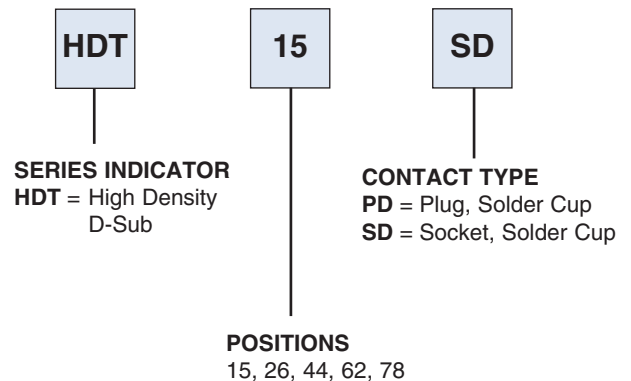 HDT
15
SD
SERIES INDICATOR
HDT = High Density
D-Sub
CONTACT TYPE
PD = Plug, Solder Cup
SD = Socket, Solder Cup
POSITIONS
15, 26, 44, 62, 78